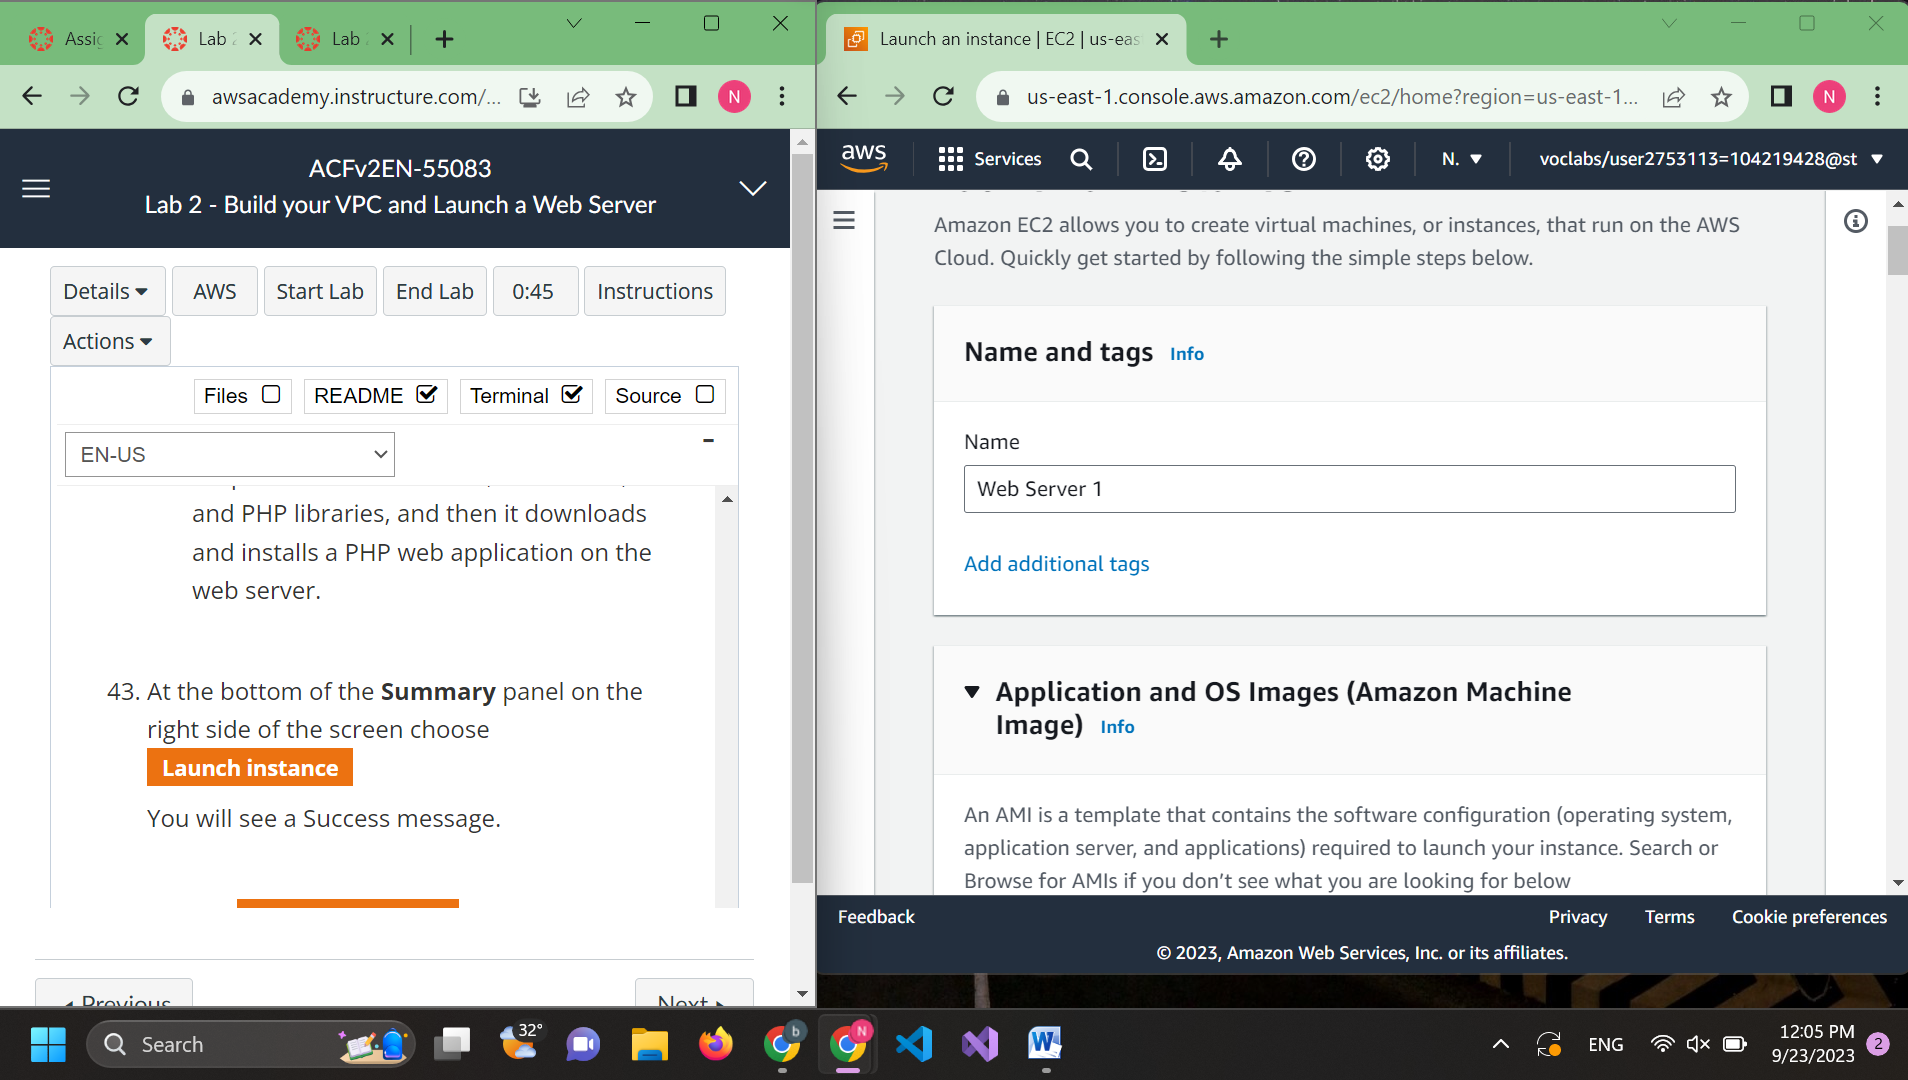 Assig
Lab 2
Lab
awsacademy.instructure.com/...
N
ACFv2EN-55083
Lab 2 - Build your VPC and Launch a Web Server
Details
AWS
Start Lab
End Lab
0:45
Instructions
Actions
Files
README
Terminal
Source
EN-US
and PHP libraries, and then it downloads
and installs a PHP web application on the
web server.
43. At the bottom of the Summary panel on the
right side of the screen choose
Launch instance
You will see a Success message.
Previous
Next
Launch an instance | EC2 | us-eas
us-east-1.console.aws.amazon.com/ec2/home?region=us-east-1...
N
aws
Services
N.
voclabs/user2753113=104219428@st
Amazon EC2 allows you to create virtual machines, or instances, that run on the AWS
Cloud. Quickly get started by following the simple steps below.
Name and tags Info
Name
Web Server 1
Add additional tags
Application and OS Images (Amazon Machine
Image) Info
An AMI is a template that contains the software configuration (operating system,
application server, and applications) required to launch your instance. Search or
Browse for AMIs if you don’t see what you are looking for below
Feedback
Privacy
Terms
Cookie preferences
© 2023, Amazon Web Services, Inc. or its affiliates.
Search
32°
b
N
ENG
12:05 PM
9/23/2023
2